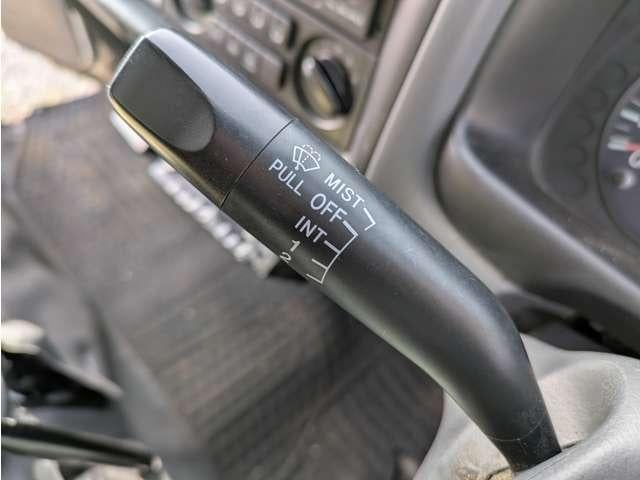 MIST
PULL OFF
INT
1
2